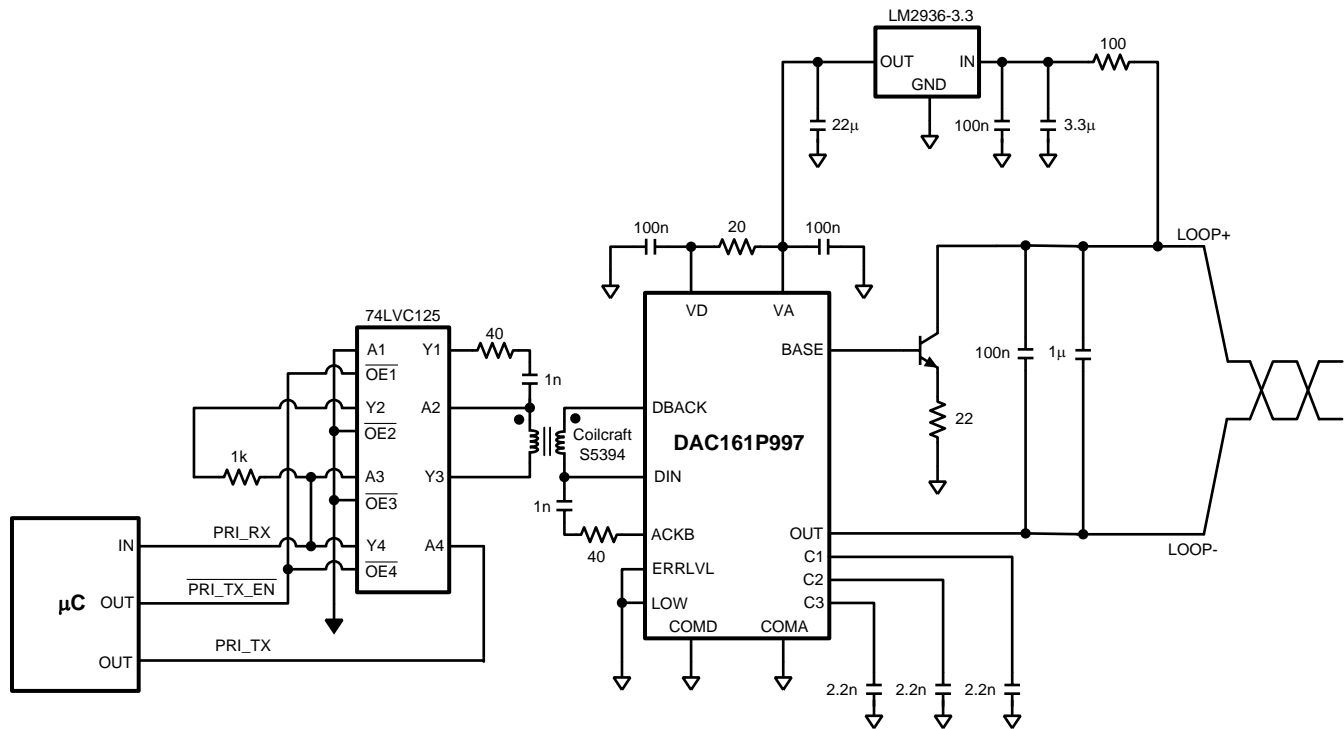 LM2936-3.3
100
OUT
IN
GND
22μ
100n
3.3μ
100n
20
100n
LOOP+
VD
VA
74LVC125
40
A1
Y1
BASE
OE1
100n
1μ
1n
Y2
A2
DBACK
OE2
Coilcraft
S5394
DAC161P997
22
1k
A3
Y3
DIN
OE3
1n
PRI_RX
IN
Y4
A4
40
ACKB
OUT
LOOP-
C1
OE4
ERRLVL
C2
PRI_TX_EN
μC
OUT
LOW
C3
COMD
COMA
PRI_TX
OUT
2.2n
2.2n
2.2n